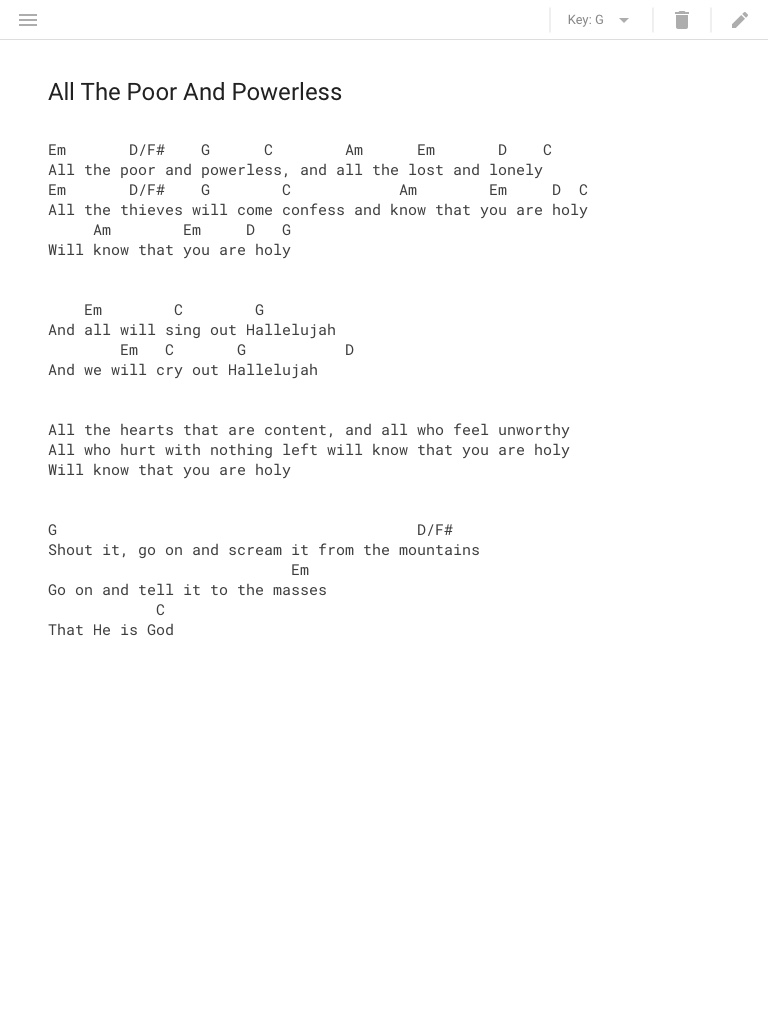 Key: G
All The Poor And Powerless
Em       D/F#    G      C        Am      Em       D    C
All the poor and powerless, and all the lost and lonely
Em       D/F#    G        C            Am        Em     D  C
All the thieves will come confess and know that you are holy
     Am        Em     D   G
Will know that you are holy
    Em        C        G
And all will sing out Hallelujah
        Em   C       G           D
And we will cry out Hallelujah
All the hearts that are content, and all who feel unworthy
All who hurt with nothing left will know that you are holy
Will know that you are holy
G                                        D/F#
Shout it, go on and scream it from the mountains
                           Em
Go on and tell it to the masses
            C
That He is God